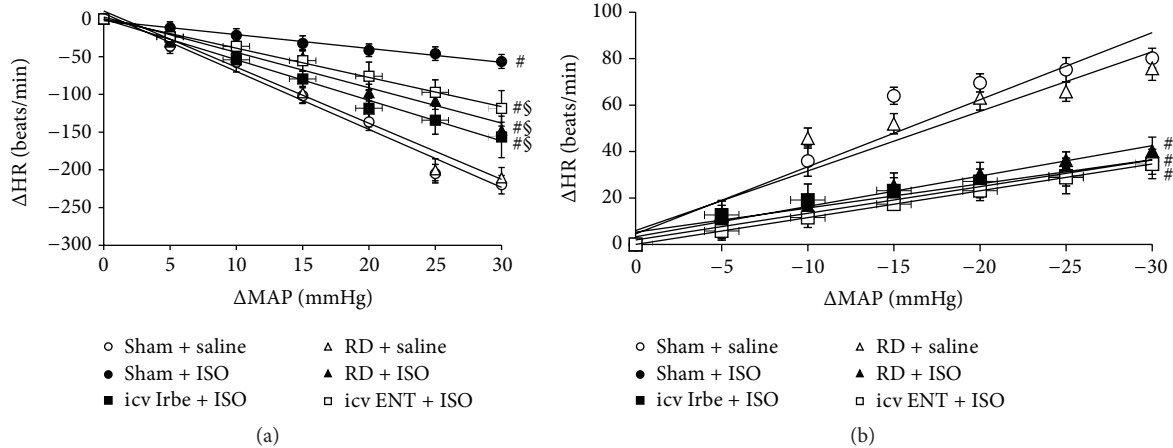 0
−50
−100
−150
−200
−250
−300
ΔHR (beats/min)
0 5 10 15 20 25 30
ΔMAP (mmHg)
#
#§
#§
#§
Sham + saline RD + saline
Sham + ISO RD + ISO
icv Irbe + ISO icv ENT + ISO
(a)
100
80
60
40
20
0
ΔHR (beats/min)
0 −5 −10 −15 −20 −25 −30
ΔMAP (mmHg)
#
#
#
Sham + saline RD + saline
Sham + ISO RD + ISO
icv Irbe + ISO icv ENT + ISO
(b)